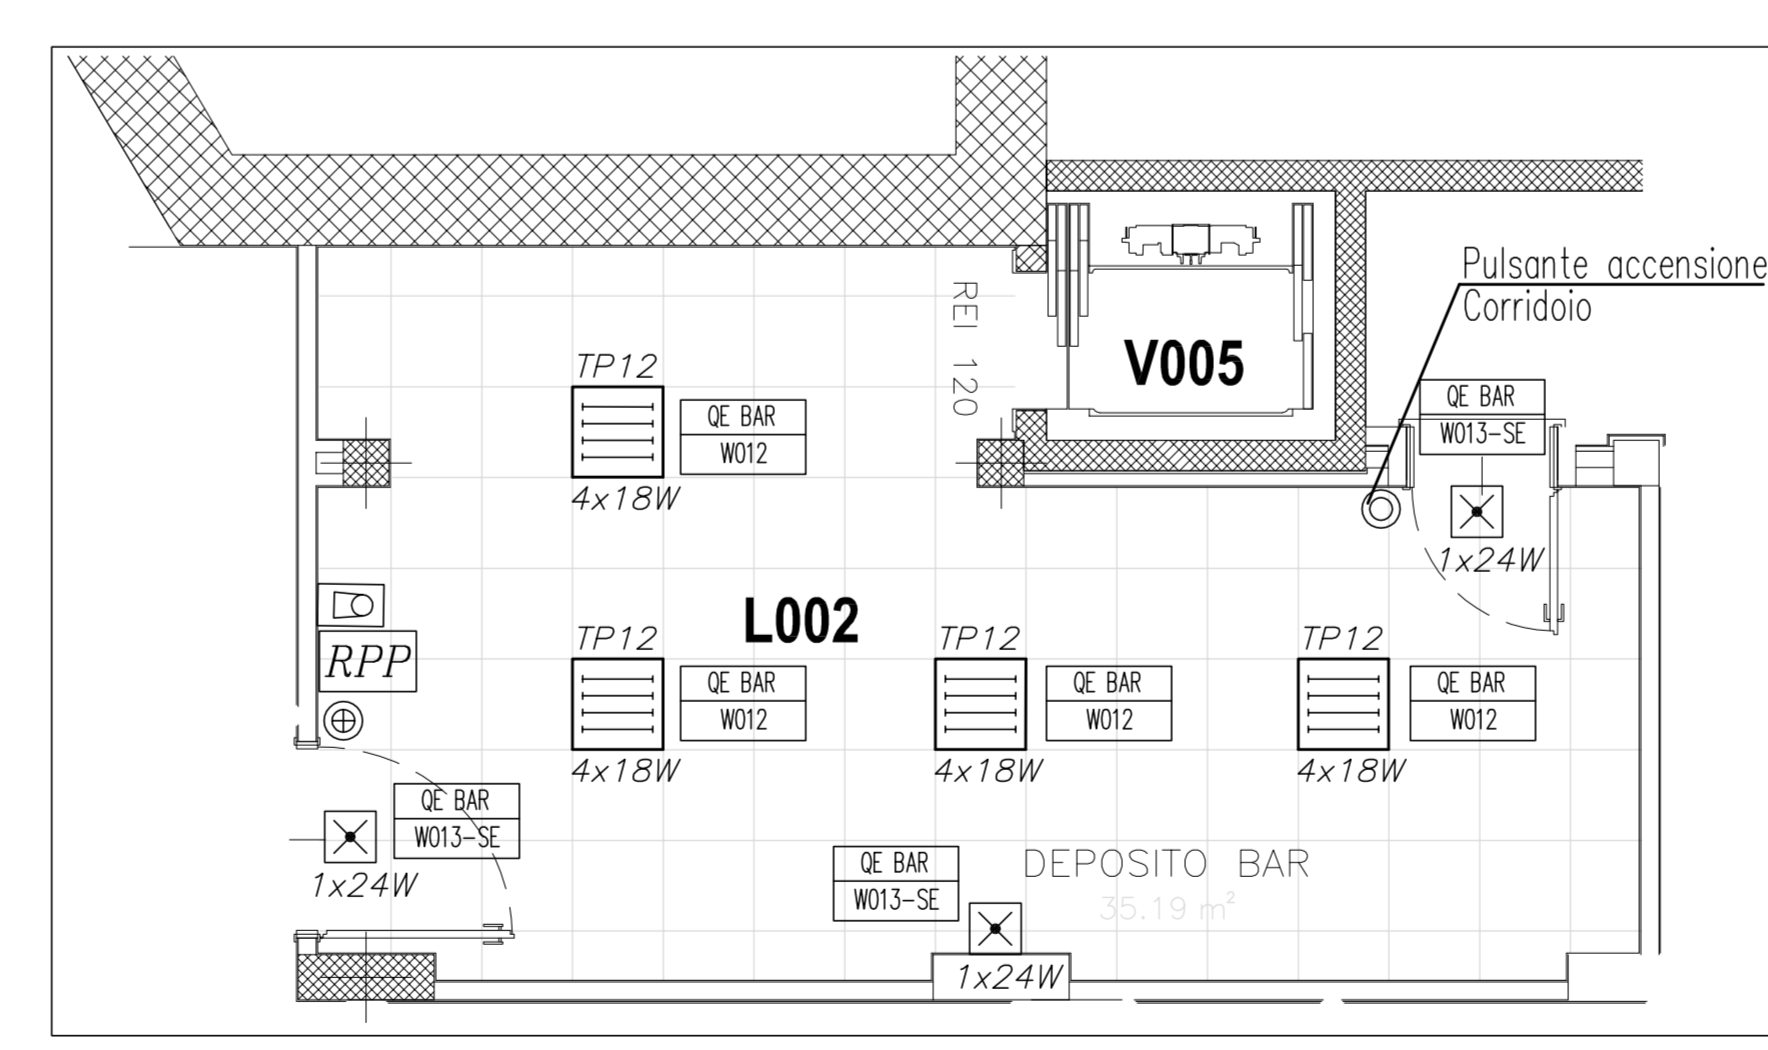 Pulsante accensione
Corridoio
REI 120
V005
TP12
QE BAR
W012
4x18W
QE BAR
W013-SE
1x24W
L002
RPP
TP12
QE BAR
W012
4x18W
TP12
QE BAR
W012
4x18W
TP12
QE BAR
W012
4x18W
QE BAR
W013-SE
1x24W
QE BAR
W013-SE
1x24W
DEPOSITO BAR
35.19 m²